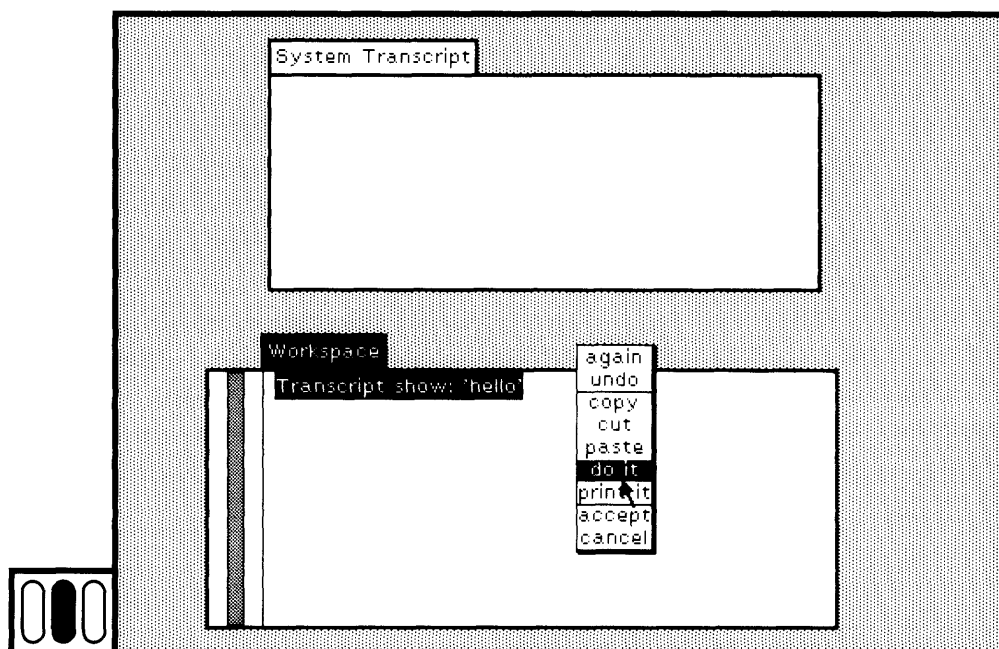 System Transcript
Workspace
Transcript show: 'hello'
again
undo
copy
cut
paste
do it
print it
accept
cancel